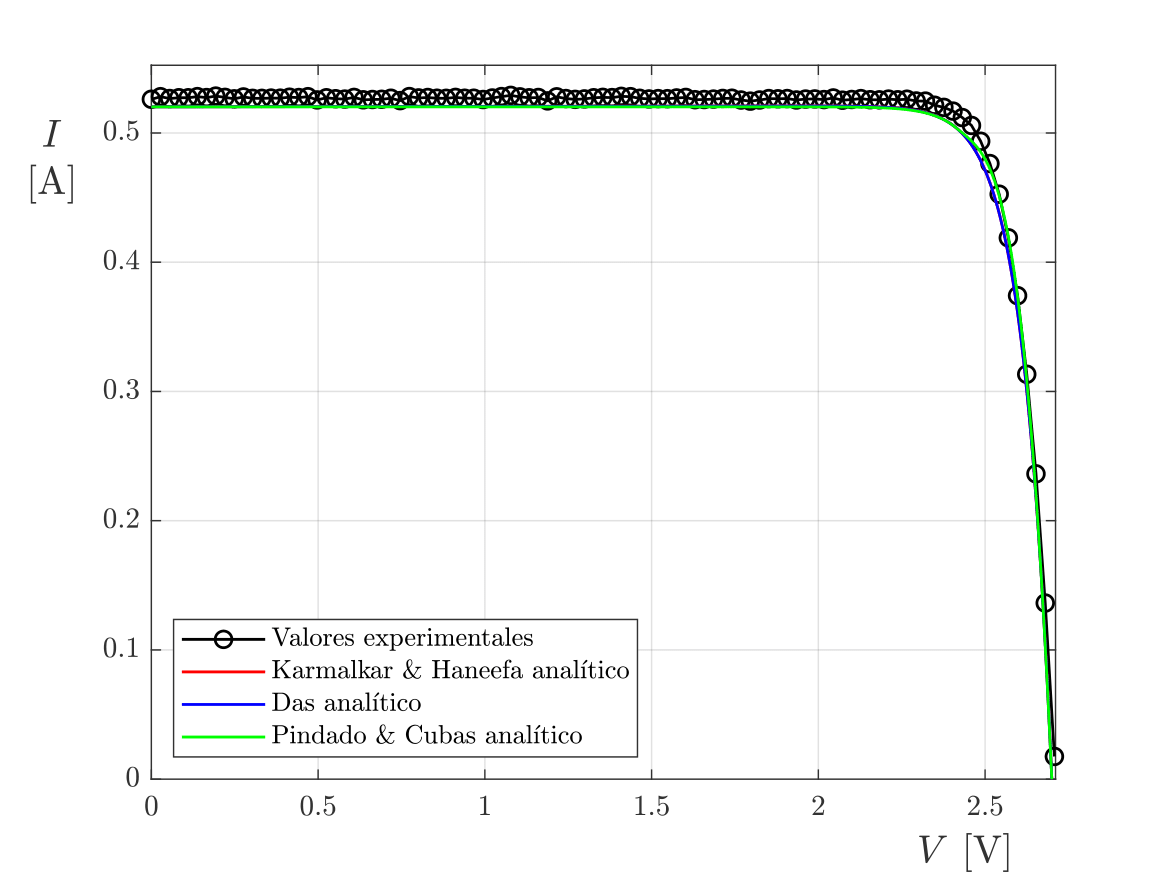 I
[A]
0.5
0.4
0.3
0.2
0.1
0
Valores experimentales
Karmalkar & Haneefa analítico
Das analítico
Pindado & Cubas analítico
0 0.5 1 1.5 2 2.5
V [V]